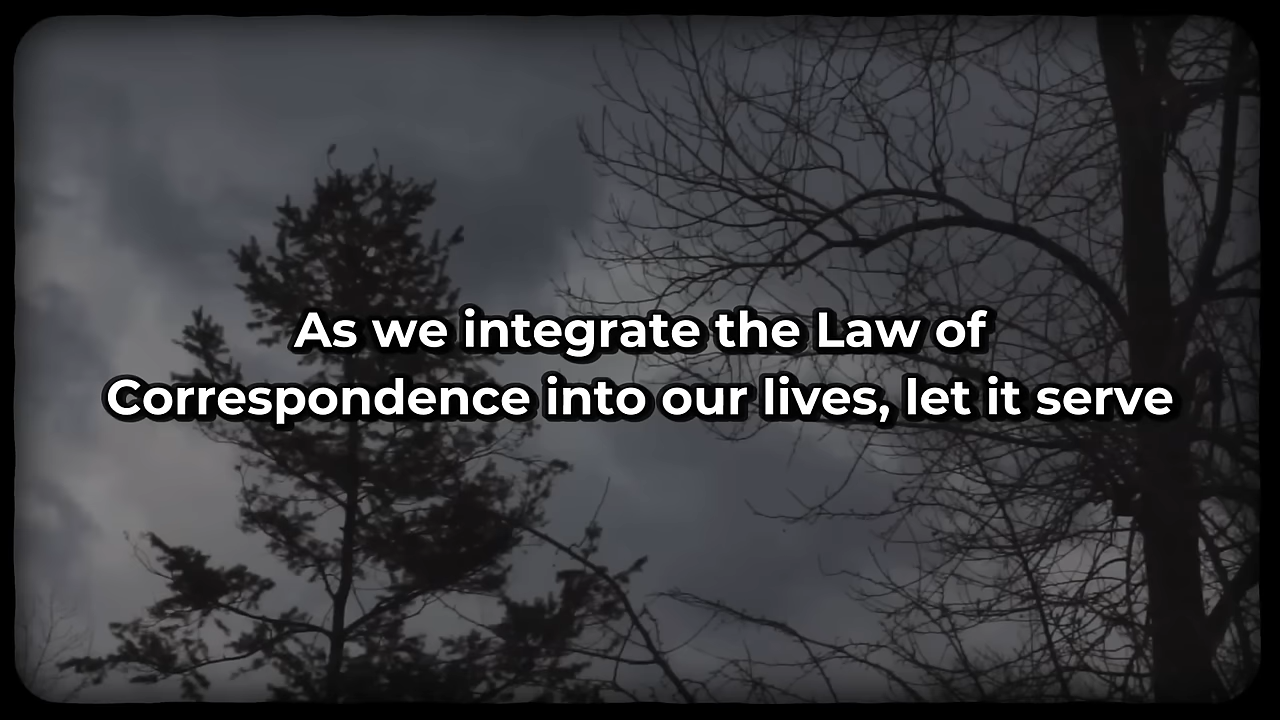 As we integrate the Law of
Correspondence into our lives, let it serve